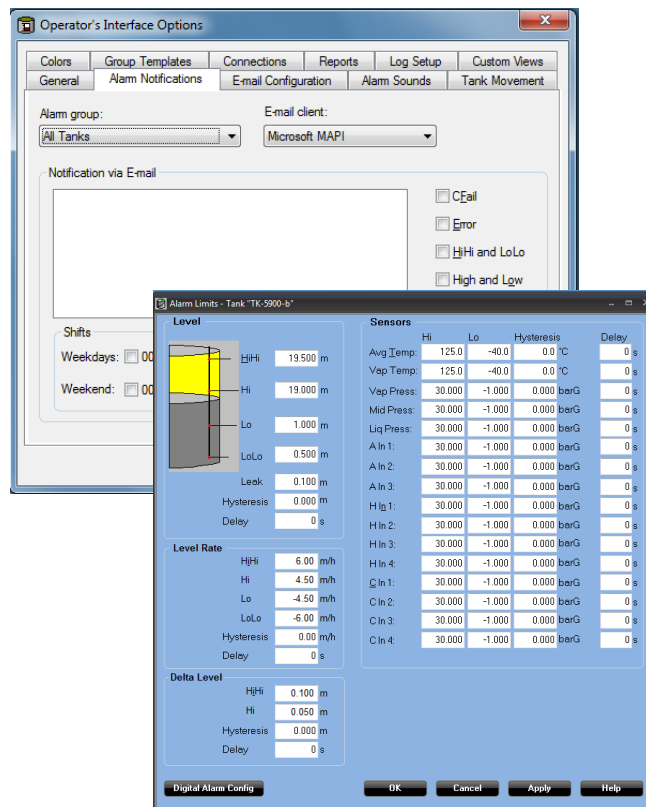 Operator's Interface Options
Colors Group Templates Connections Reports Log Setup Custom Views
General Alarm Notifications E-mail Configuration Alarm Sounds Tank Movement
Alarm group: E-mail client:
All Tanks Microsoft MAPI
Notification via E-mail
CFail
Error
HiHi and LoLo
High and Low
Shifts
Weekdays: 00
Weekend: 00
Alarm Limits - Tank "TK-5900-b"
Level
HiHi 19.500 m
Hi 19.000 m
Lo 1.000 m
LoLo 0.500 m
Leak 0.100 m
Hysteresis 0.000 m
Delay 0 s
Level Rate
HiHi 6.00 m/h
Hi 4.50 m/h
Lo -4.50 m/h
LoLo -6.00 m/h
Hysteresis 0.00 m/h
Delay 0 s
Delta Level
HiHi 0.100 m
Hi 0.050 m
Hysteresis 0.000 m
Delay 0 s
Sensors
Hi Lo Hysteresis Delay
Avg Temp: 125.0 -40.0 0.0 °C 0 s
Vap Temp: 125.0 -40.0 0.0 °C 0 s
Vap Press: 30.000 -1.000 0.000 barG 0 s
Mid Press: 30.000 -1.000 0.000 barG 0 s
Liq Press: 30.000 -1.000 0.000 barG 0 s
A In 1: 30.000 -1.000 0.000 barG 0 s
A In 2: 30.000 -1.000 0.000 barG 0 s
A In 3: 30.000 -1.000 0.000 barG 0 s
H In 1: 30.000 -1.000 0.000 barG 0 s
H In 2: 30.000 -1.000 0.000 barG 0 s
H In 3: 30.000 -1.000 0.000 barG 0 s
H In 4: 30.000 -1.000 0.000 barG 0 s
C In 1: 30.000 -1.000 0.000 barG 0 s
C In 2: 30.000 -1.000 0.000 barG 0 s
C In 3: 30.000 -1.000 0.000 barG 0 s
C In 4: 30.000 -1.000 0.000 barG 0 s
Digital Alarm Config OK Cancel Apply Help